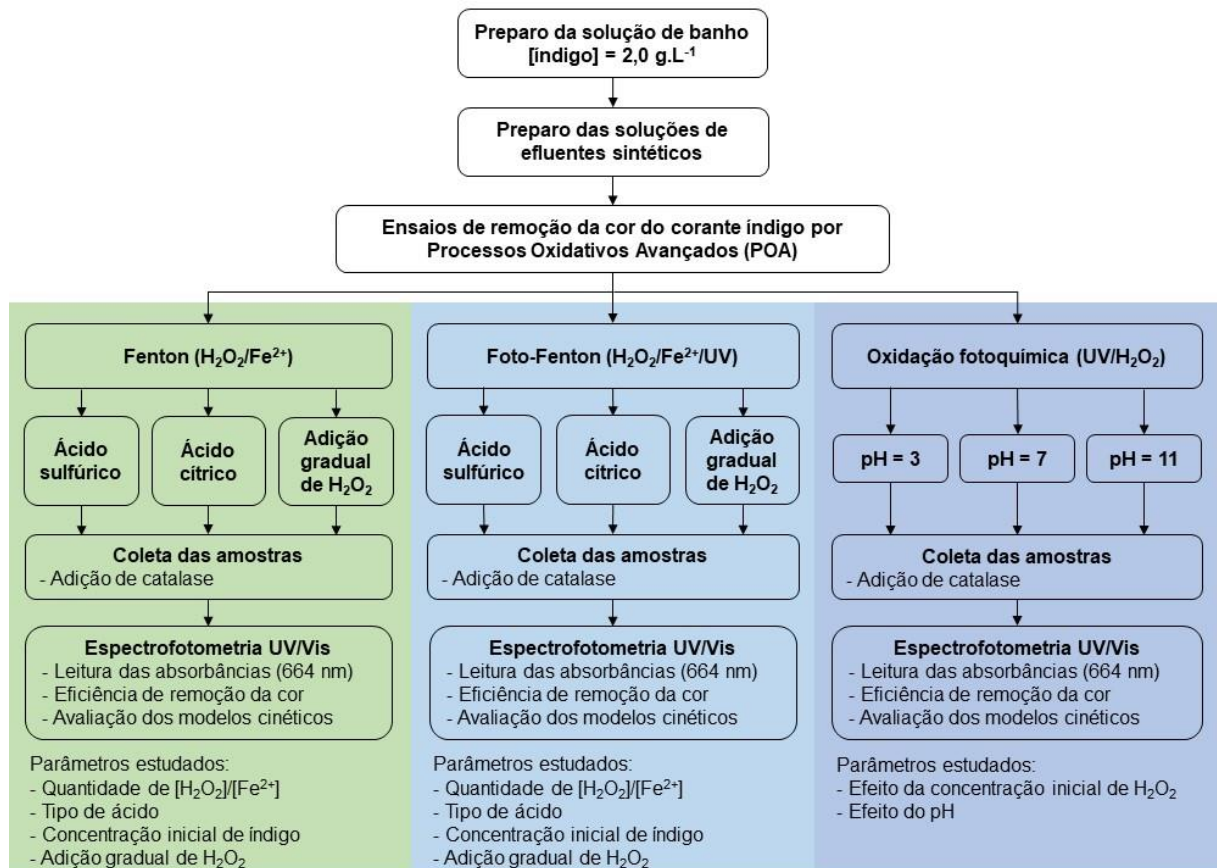 Preparo da solução de banho
[índigo] = 2,0 g.L⁻¹
Preparo das soluções de
efluentes sintéticos
Ensaios de remoção da cor do corante índigo por
Processos Oxidativos Avançados (POA)
Fenton (H₂O₂/Fe²⁺)
Ácido
sulfúrico
Ácido
cítrico
Adição
gradual
de H₂O₂
Coleta das amostras
- Adição de catalase
Espectrofotometria UV/Vis
- Leitura das absorbâncias (664 nm)
- Eficiência de remoção da cor
- Avaliação dos modelos cinéticos
Parâmetros estudados:
- Quantidade de [H₂O₂]/[Fe²⁺]
- Tipo de ácido
- Concentração inicial de índigo
- Adição gradual de H₂O₂
Foto-Fenton (H₂O₂/Fe²⁺/UV)
Ácido
sulfúrico
Ácido
cítrico
Adição
gradual
de H₂O₂
Coleta das amostras
- Adição de catalase
Espectrofotometria UV/Vis
- Leitura das absorbâncias (664 nm)
- Eficiência de remoção da cor
- Avaliação dos modelos cinéticos
Parâmetros estudados:
- Quantidade de [H₂O₂]/[Fe²⁺]
- Tipo de ácido
- Concentração inicial de índigo
- Adição gradual de H₂O₂
Oxidação fotoquímica (UV/H₂O₂)
pH = 3
pH = 7
pH = 11
Coleta das amostras
- Adição de catalase
Espectrofotometria UV/Vis
- Leitura das absorbâncias (664 nm)
- Eficiência de remoção da cor
- Avaliação dos modelos cinéticos
Parâmetros estudados:
- Efeito da concentração inicial de H₂O₂
- Efeito do pH